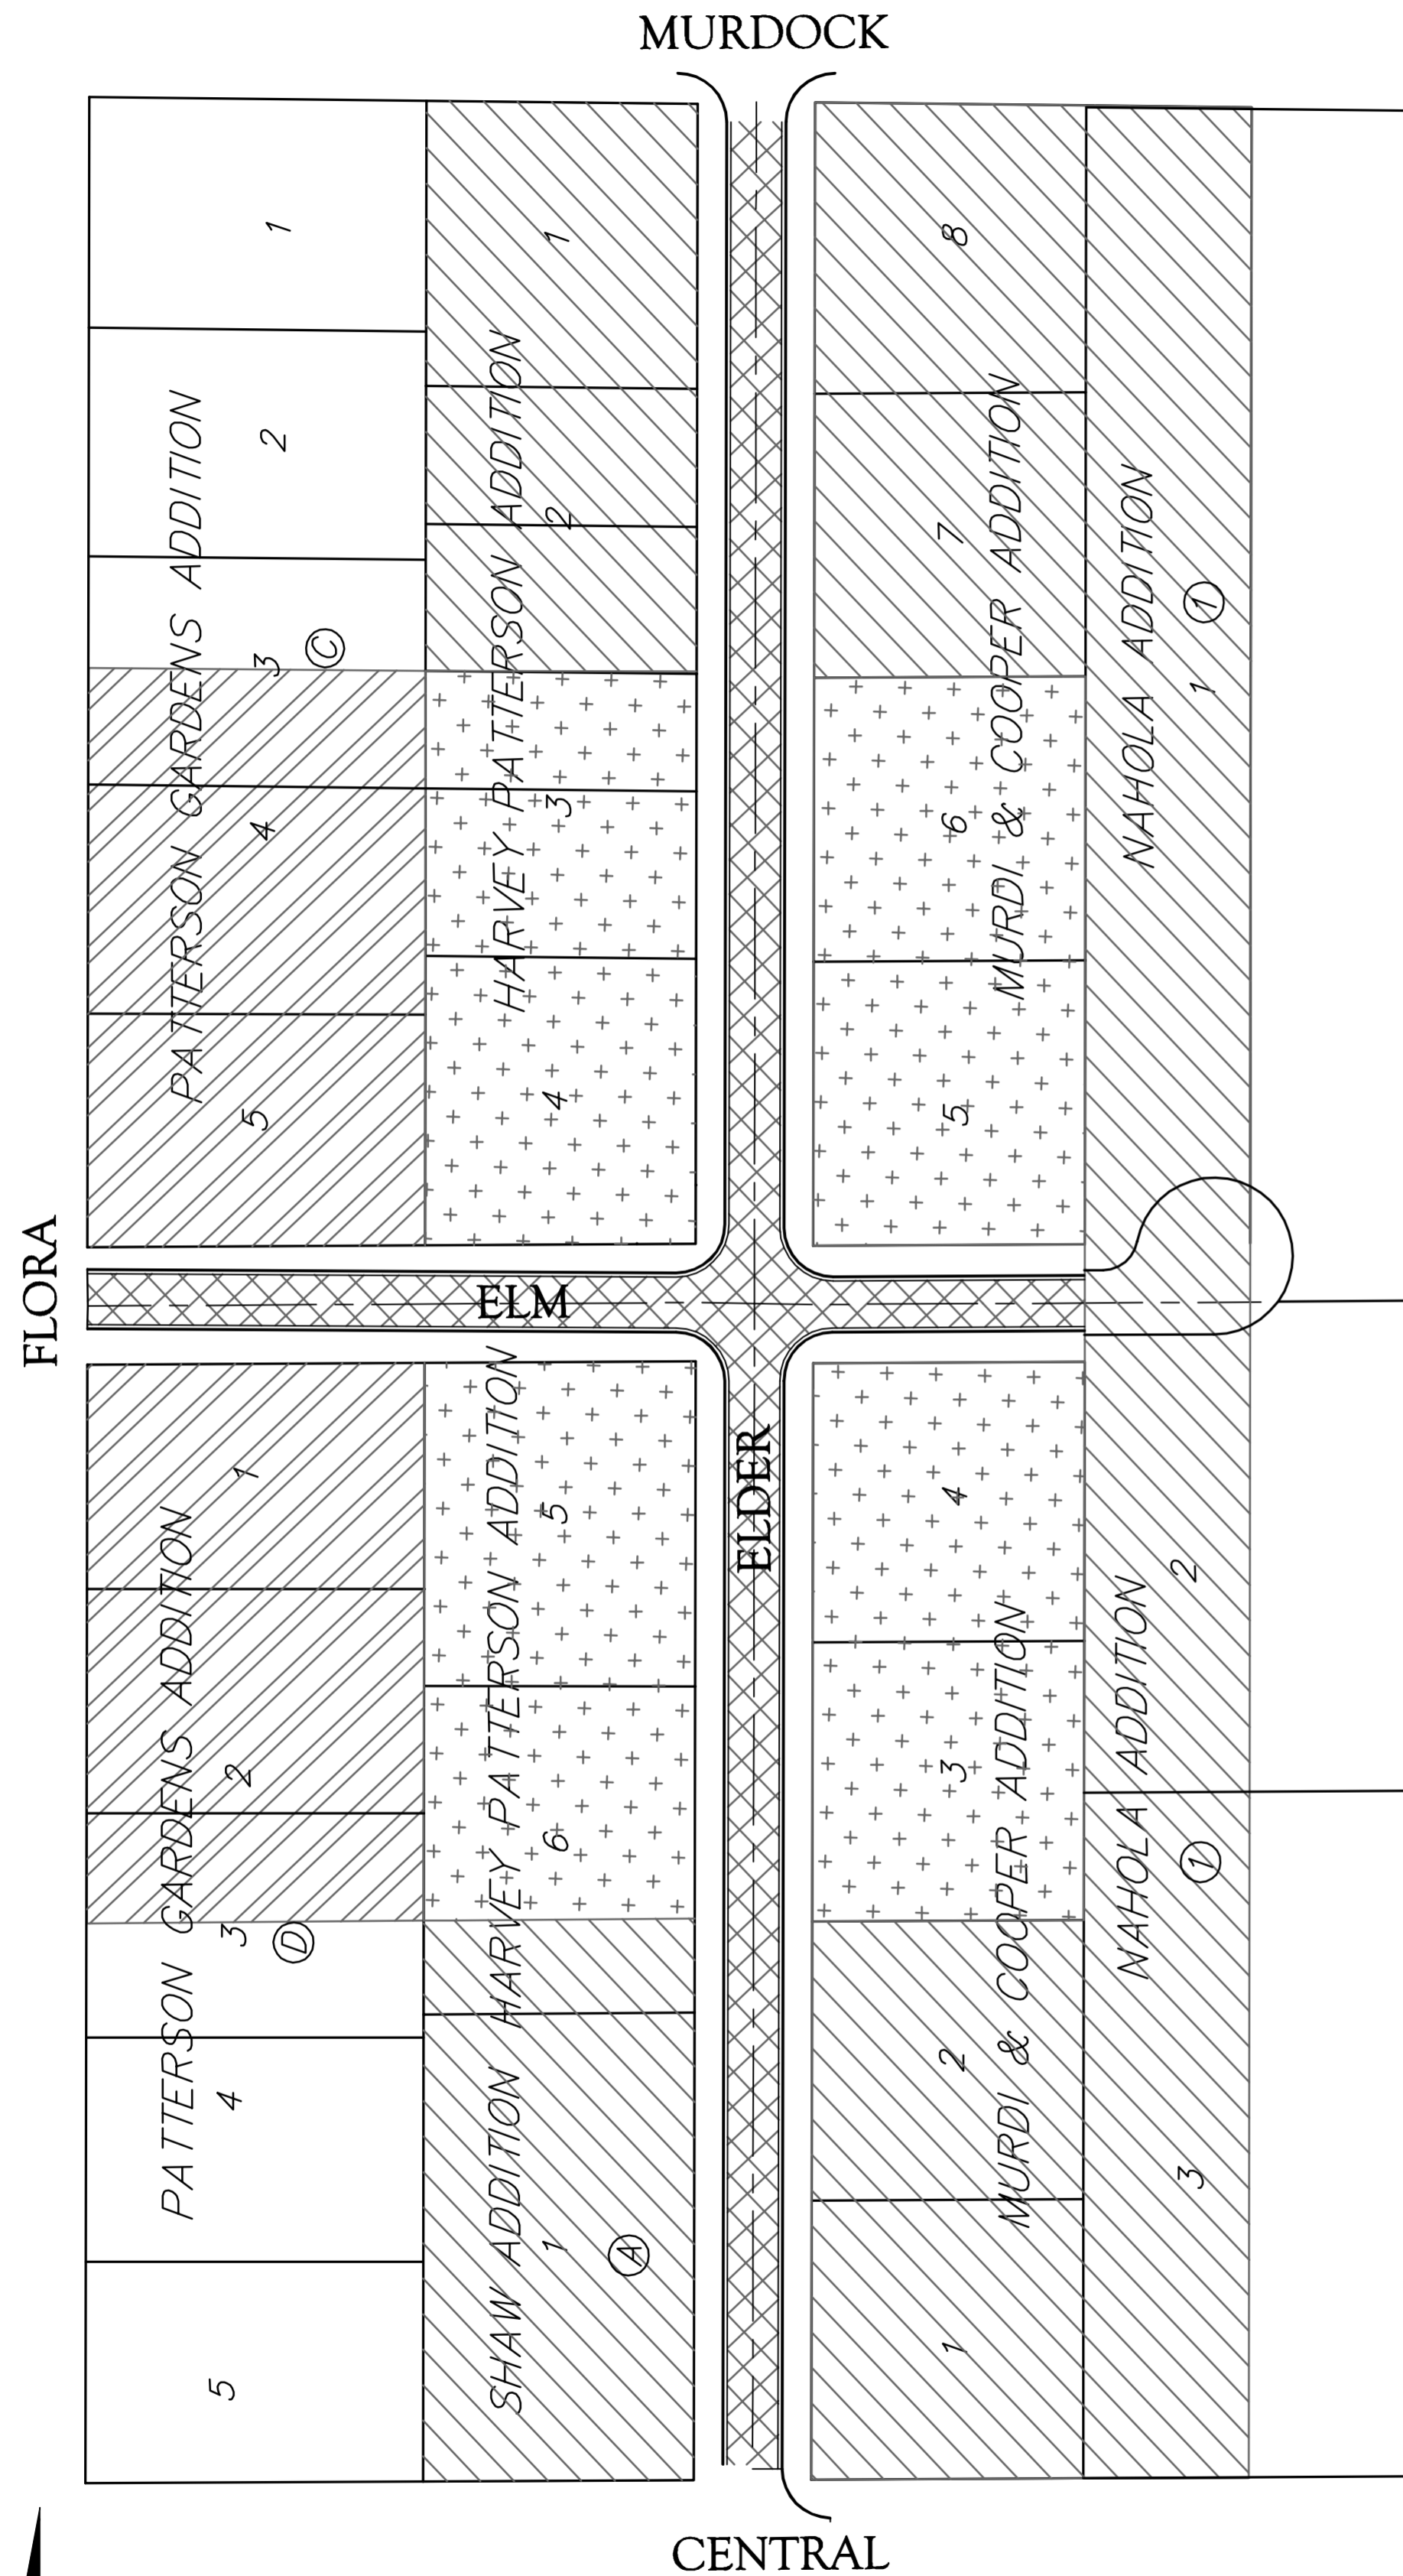 MURDOCK
1
1
8
2
PATTERSON GARDENS ADDITION
2
HARVEY PATTERSON ADDITION
7
MURDI & COOPER ADDITION
NAHOLA ADDITION
1
1
3
C
4
3
6
5
4
5
FLORA
ELM
ELDER
1
PATTERSON GARDENS ADDITION
2
3
D
4
5
HARVEY PATTERSON ADDITION
5
6
SHAW ADDITION
1
A
4
3
MURDI & COOPER ADDITION
2
1
NAHOLA ADDITION
2
1
3
CENTRAL